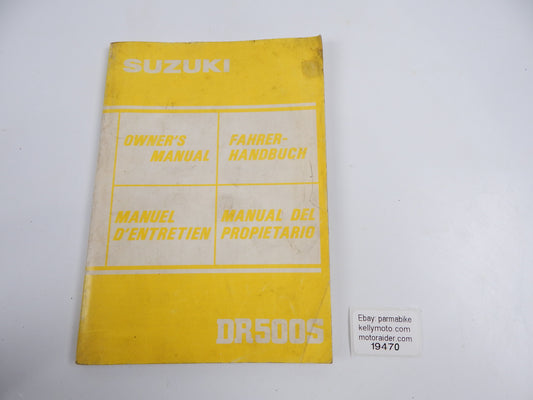 SUZUKI
OWNER'S
MANUAL
FAHRER-
HANDBUCH
MANUEL
D'ENTRETIEN
MANUAL DEL
PROPIETARIO
DR500S
Ebay: parmabike
kellymoto.com
motoraider.com
19470